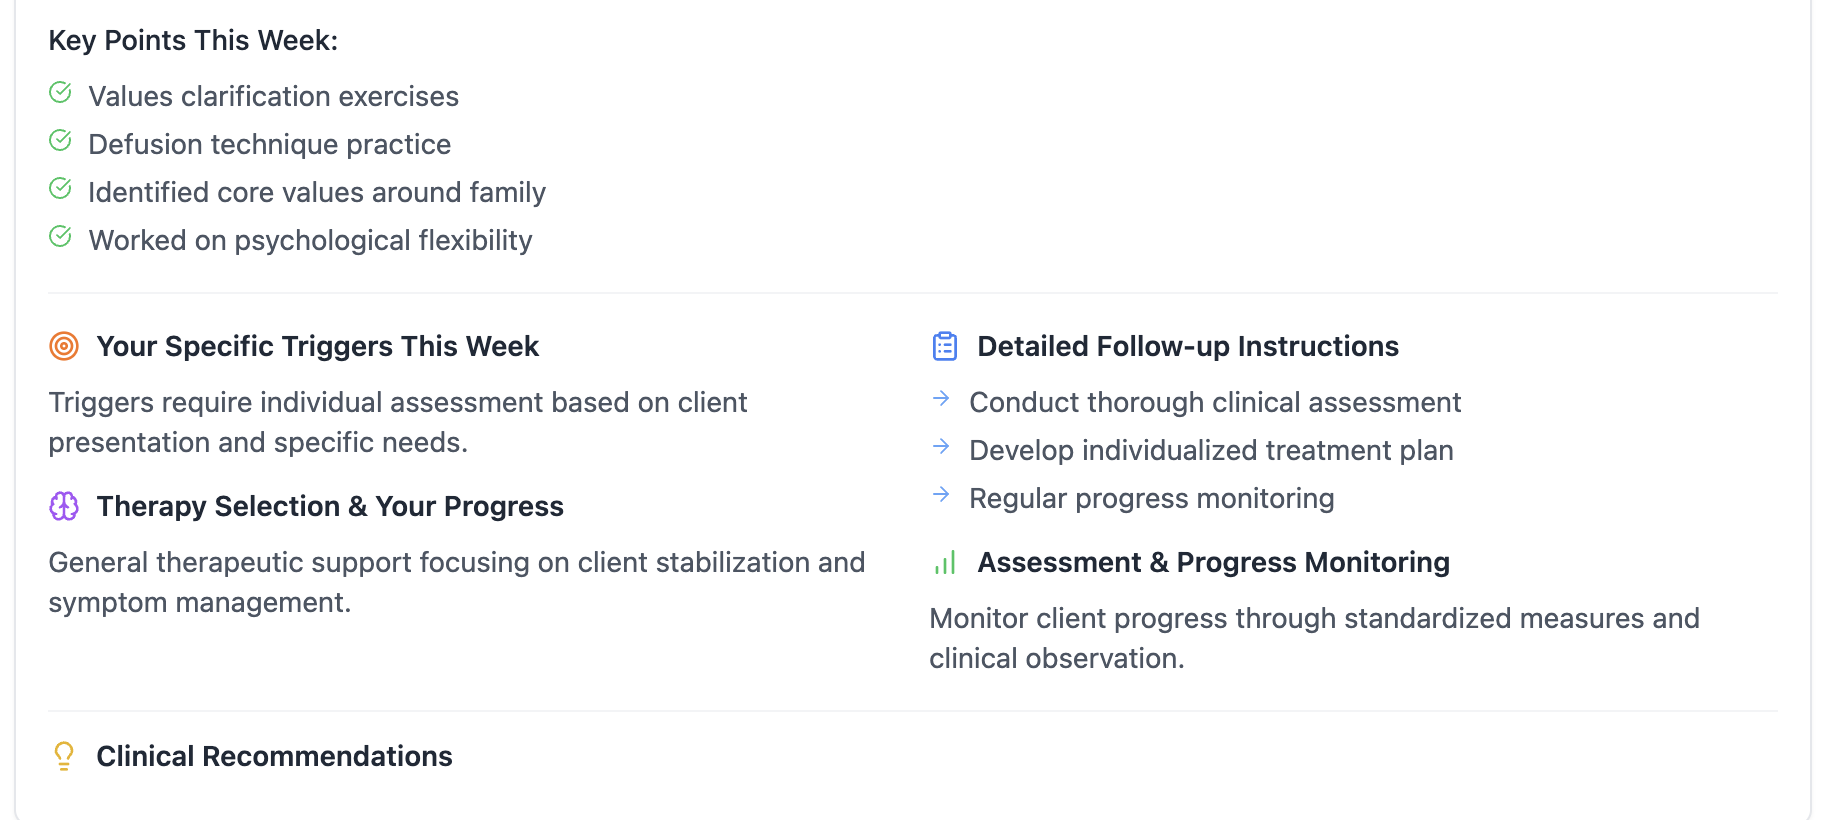 Key Points This Week:
Values clarification exercises
Defusion technique practice
Identified core values around family
Worked on psychological flexibility
Your Specific Triggers This Week
Triggers require individual assessment based on client
presentation and specific needs.
Therapy Selection & Your Progress
General therapeutic support focusing on client stabilization and
symptom management.
Detailed Follow-up Instructions
Conduct thorough clinical assessment
Develop individualized treatment plan
Regular progress monitoring
Assessment & Progress Monitoring
Monitor client progress through standardized measures and
clinical observation.
Clinical Recommendations